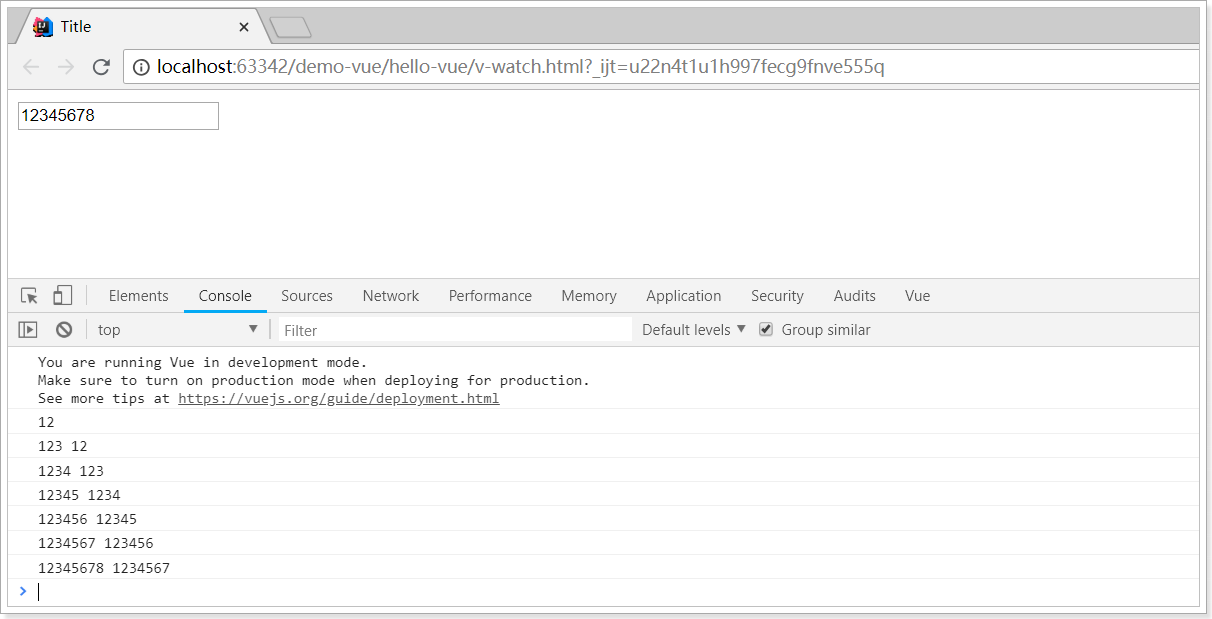 Title
localhost:63342/demo-vue/hello-vue/v-watch.html?_ijt=u22n4t1u1h997fecg9fnve555q
12345678
Elements Console Sources Network Performance Memory Application Security Audits Vue
top Filter Default levels Group similar
You are running Vue in development mode.
Make sure to turn on production mode when deploying for production.
See more tips at https://vuejs.org/guide/deployment.html
12
123 12
1234 123
12345 1234
123456 12345
1234567 123456
12345678 1234567